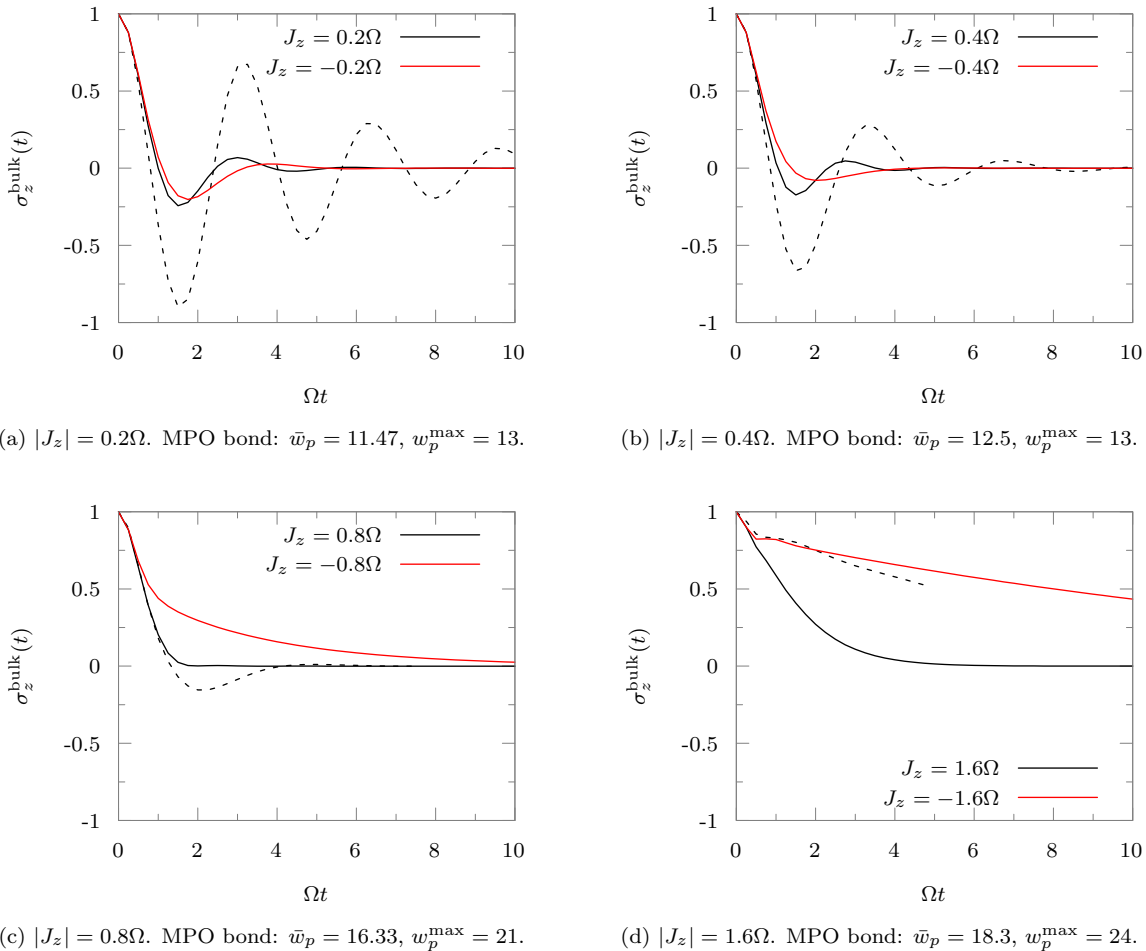 1
0.5
0
-0.5
-1
σ_z^bulk(t)
J_z = 0.2Ω
J_z = −0.2Ω
0 2 4 6 8 10
Ωt
(a) |J_z| = 0.2Ω. MPO bond: w̄_p = 11.47, w_p^max = 13.
1
0.5
0
-0.5
-1
σ_z^bulk(t)
J_z = 0.4Ω
J_z = −0.4Ω
0 2 4 6 8 10
Ωt
(b) |J_z| = 0.4Ω. MPO bond: w̄_p = 12.5, w_p^max = 13.
1
0.5
0
-0.5
-1
σ_z^bulk(t)
J_z = 0.8Ω
J_z = −0.8Ω
0 2 4 6 8 10
Ωt
(c) |J_z| = 0.8Ω. MPO bond: w̄_p = 16.33, w_p^max = 21.
1
0.5
0
-0.5
-1
σ_z^bulk(t)
J_z = 1.6Ω
J_z = −1.6Ω
0 2 4 6 8 10
Ωt
(d) |J_z| = 1.6Ω. MPO bond: w̄_p = 18.3, w_p^max = 24.